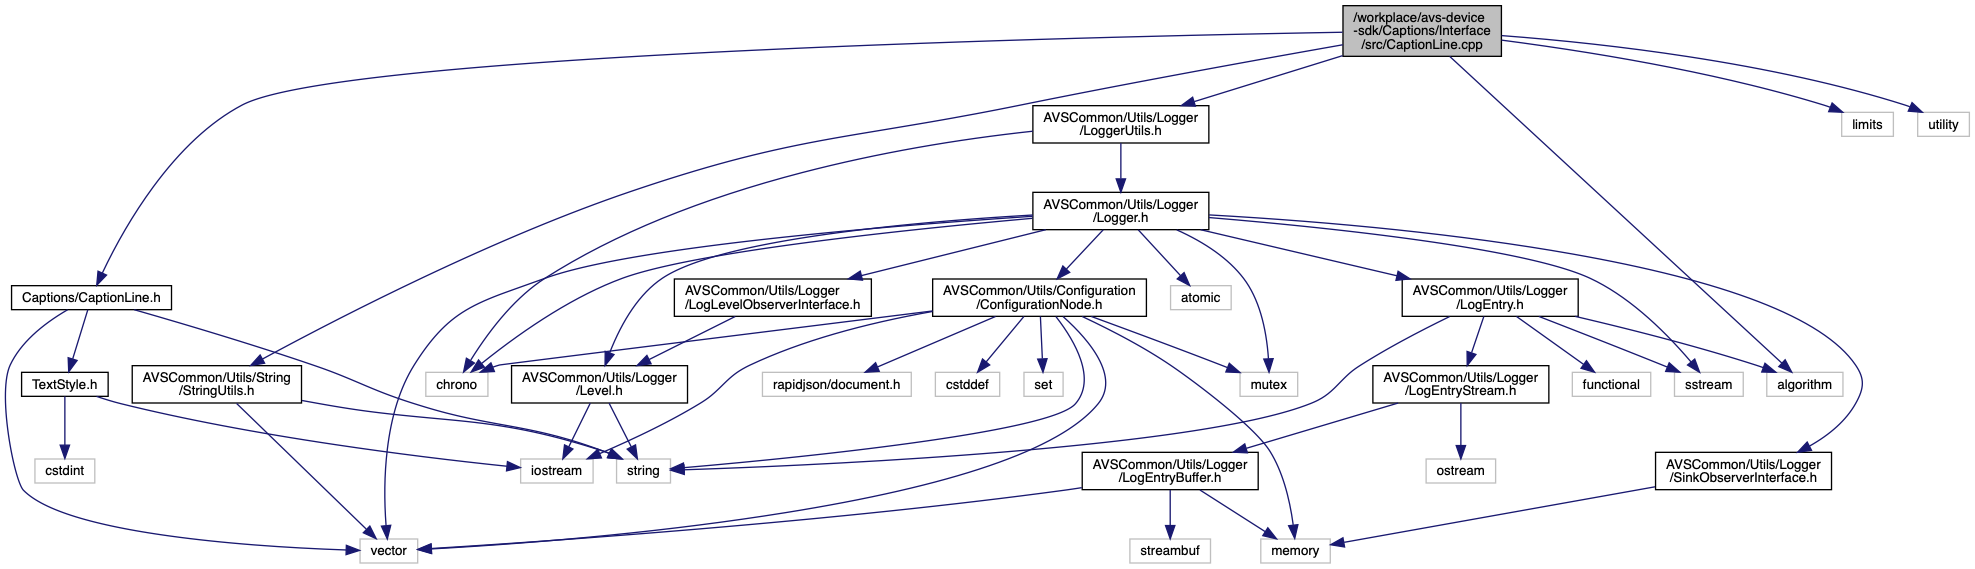 /workplace/avs-device
-sdk/Captions/Interface
/src/CaptionLine.cpp
AVSCommon/Utils/Logger
/LoggerUtils.h
limits
utility
AVSCommon/Utils/Logger
/Logger.h
Captions/CaptionLine.h
AVSCommon/Utils/Logger
/LogLevelObserverInterface.h
AVSCommon/Utils/Configuration
/ConfigurationNode.h
atomic
AVSCommon/Utils/Logger
/LogEntry.h
TextStyle.h
AVSCommon/Utils/String
/StringUtils.h
chrono
AVSCommon/Utils/Logger
/Level.h
rapidjson/document.h
cstddef
set
mutex
AVSCommon/Utils/Logger
/LogEntryStream.h
functional
sstream
algorithm
cstdint
iostream
string
AVSCommon/Utils/Logger
/LogEntryBuffer.h
ostream
AVSCommon/Utils/Logger
/SinkObserverInterface.h
vector
streambuf
memory